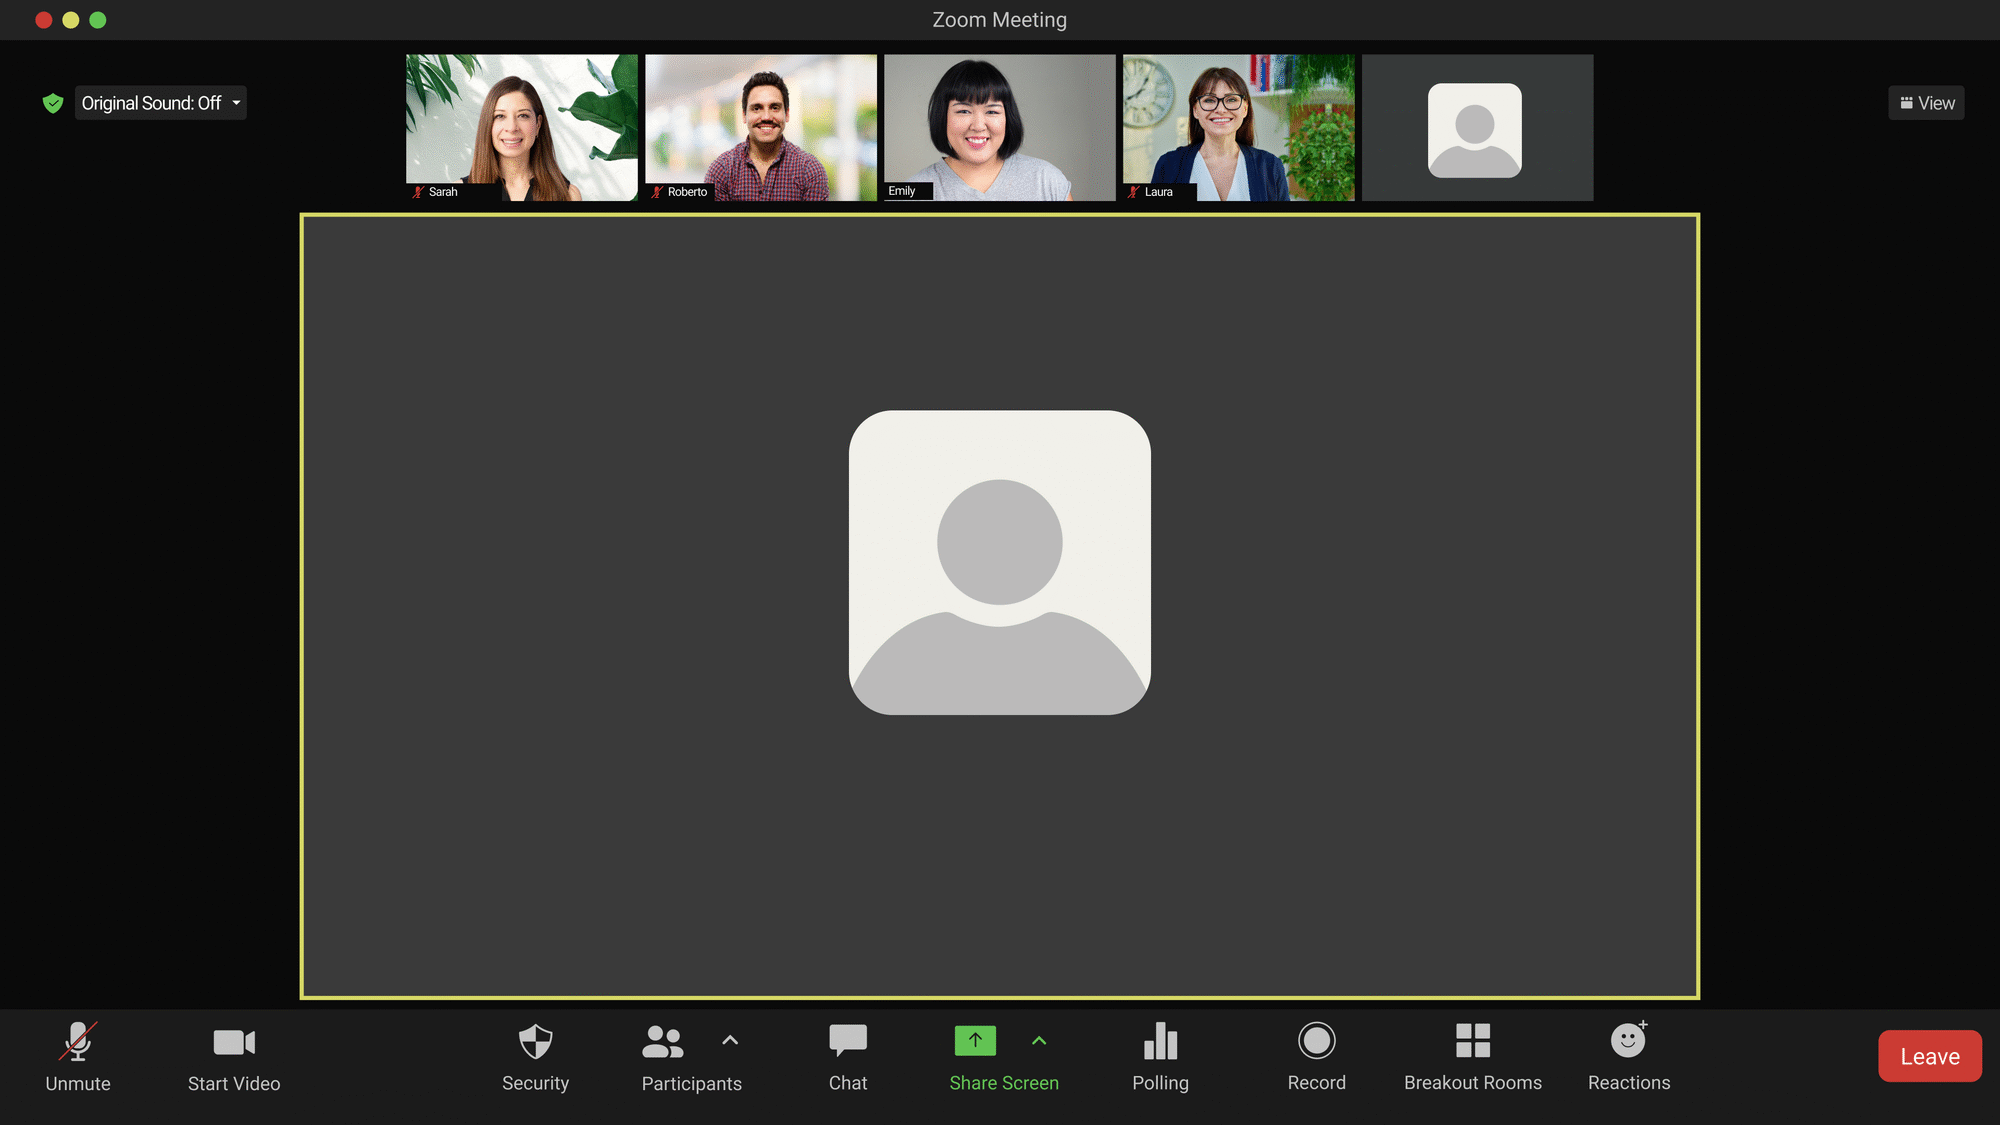 Zoom Meeting
Original Sound: Off
View
Sarah
Roberto
Emily
Laura
Unmute
Start Video
Security
Participants
Chat
Share Screen
Polling
Record
Breakout Rooms
Reactions
Leave